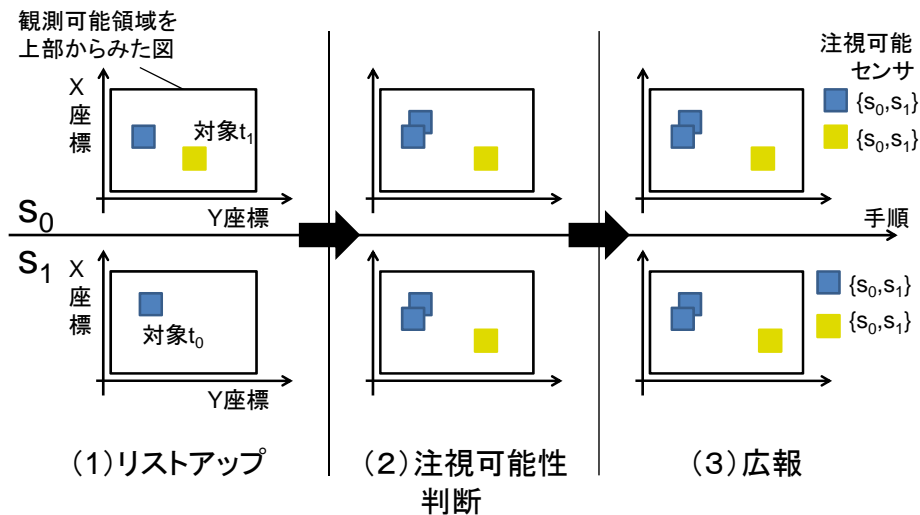 観測可能領域を
上部からみた図
注視可能
センサ
X
座
標
対象t₁
Y座標
{s₀,s₁}
{s₀,s₁}
S₀
手順
S₁
X
座
標
対象t₀
Y座標
{s₀,s₁}
{s₀,s₁}
（１）リストアップ
（２）注視可能性
判断
（３）広報